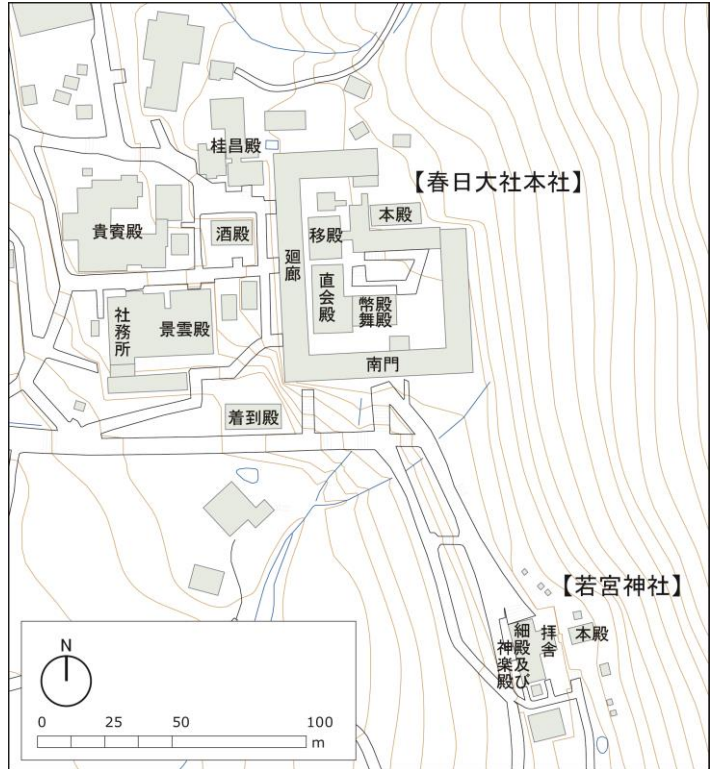 桂昌殿
【春日大社本社】
貴賓殿
酒殿
移殿
本殿
廻廊
直会殿
幣殿
舞殿
社務所
景雲殿
南門
着到殿
【若宮神社】
細殿及び
神楽殿
拝舎
本殿
N
0 25 50 100
m